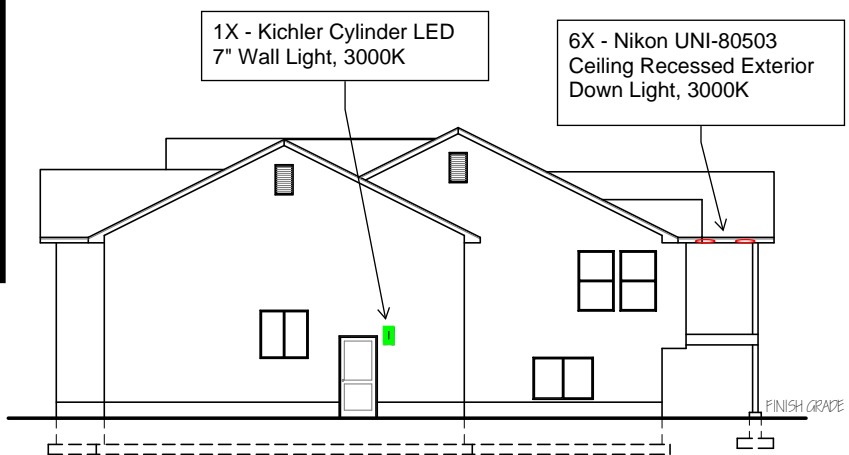 1X - Kichler Cylinder LED
7" Wall Light, 3000K
6X - Nikon UNI-80503
Ceiling Recessed Exterior
Down Light, 3000K
I
FINISH GRADE